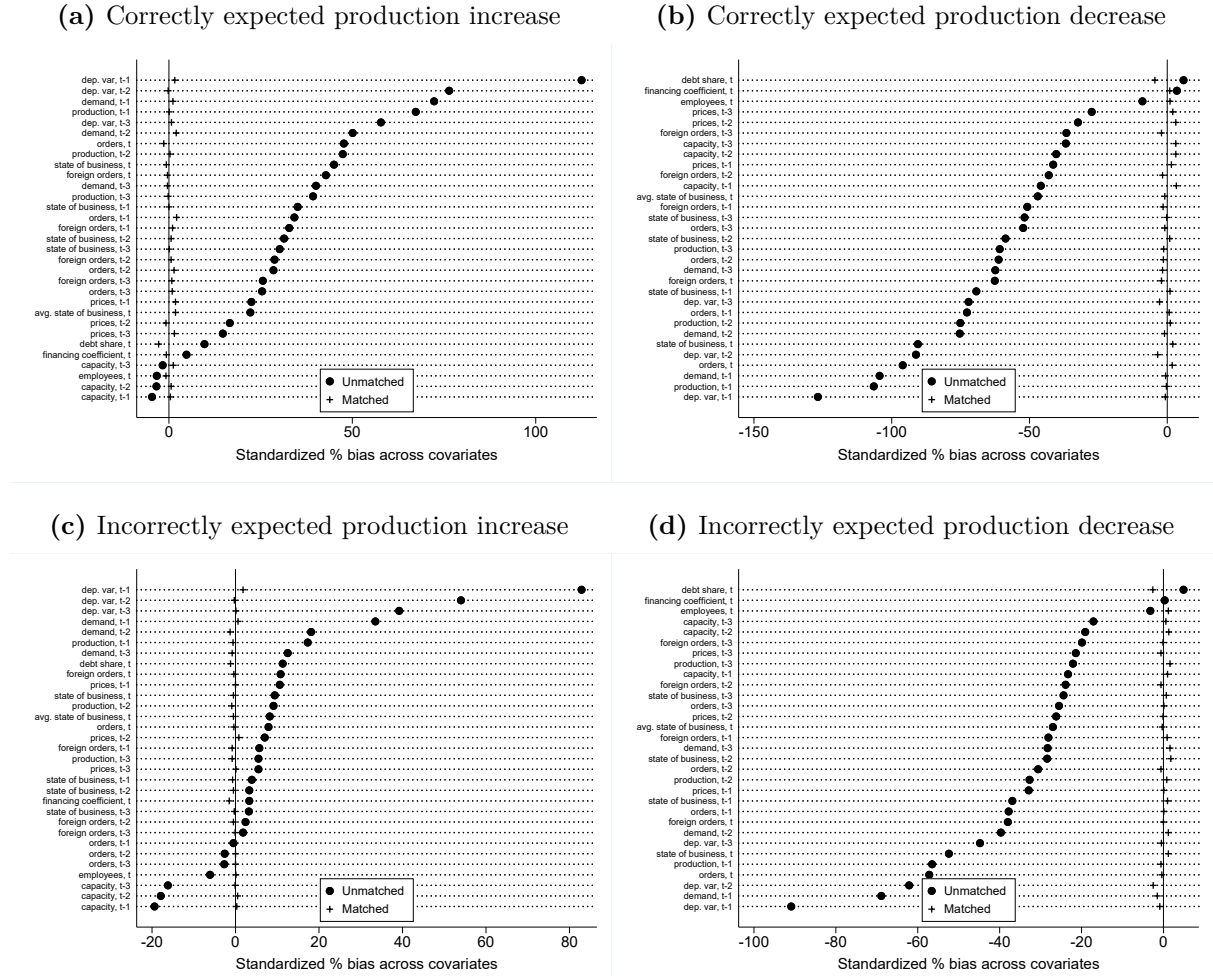 (a) Correctly expected production increase
dep. var, t-1
dep. var, t-2
demand, t-1
production, t-1
dep. var, t-3
demand, t-2
orders, t
production, t-2
state of business, t
foreign orders, t
demand, t-3
production, t-3
state of business, t-1
orders, t-1
foreign orders, t-1
state of business, t-2
state of business, t-3
foreign orders, t-2
orders, t-2
foreign orders, t-3
orders, t-3
prices, t-1
avg. state of business, t
prices, t-2
prices, t-3
debt share, t
financing coefficient, t
capacity, t-3
employees, t
capacity, t-2
capacity, t-1
Unmatched
Matched
0 50 100
Standardized % bias across covariates
(b) Correctly expected production decrease
debt share, t
financing coefficient, t
employees, t
prices, t-3
prices, t-2
foreign orders, t-3
capacity, t-3
capacity, t-2
prices, t-1
foreign orders, t-2
capacity, t-1
avg. state of business, t
foreign orders, t-1
state of business, t-3
orders, t-3
state of business, t-2
production, t-3
orders, t-2
demand, t-3
foreign orders, t
state of business, t-1
dep. var, t-3
orders, t-1
production, t-2
demand, t-2
state of business, t
dep. var, t-2
orders, t
demand, t-1
production, t-1
dep. var, t-1
Unmatched
Matched
-150 -100 -50 0
Standardized % bias across covariates
(c) Incorrectly expected production increase
dep. var, t-1
dep. var, t-2
dep. var, t-3
demand, t-1
demand, t-2
production, t-1
demand, t-3
debt share, t
foreign orders, t
prices, t-1
state of business, t
production, t-2
avg. state of business, t
orders, t
prices, t-2
foreign orders, t-1
production, t-3
prices, t-3
state of business, t-1
state of business, t-2
financing coefficient, t
state of business, t-3
foreign orders, t-2
foreign orders, t-3
orders, t-1
orders, t-2
orders, t-3
employees, t
capacity, t-3
capacity, t-2
capacity, t-1
Unmatched
Matched
-20 0 20 40 60 80
Standardized % bias across covariates
(d) Incorrectly expected production decrease
debt share, t
financing coefficient, t
employees, t
capacity, t-3
capacity, t-2
foreign orders, t-3
prices, t-3
production, t-3
capacity, t-1
foreign orders, t-2
state of business, t-3
orders, t-3
prices, t-2
avg. state of business, t
foreign orders, t-1
demand, t-3
state of business, t-2
orders, t-2
production, t-2
prices, t-1
state of business, t-1
orders, t-1
foreign orders, t
demand, t-2
dep. var, t-3
state of business, t
production, t-1
orders, t
dep. var, t-2
demand, t-1
dep. var, t-1
Unmatched
Matched
-100 -80 -60 -40 -20 0
Standardized % bias across covariates